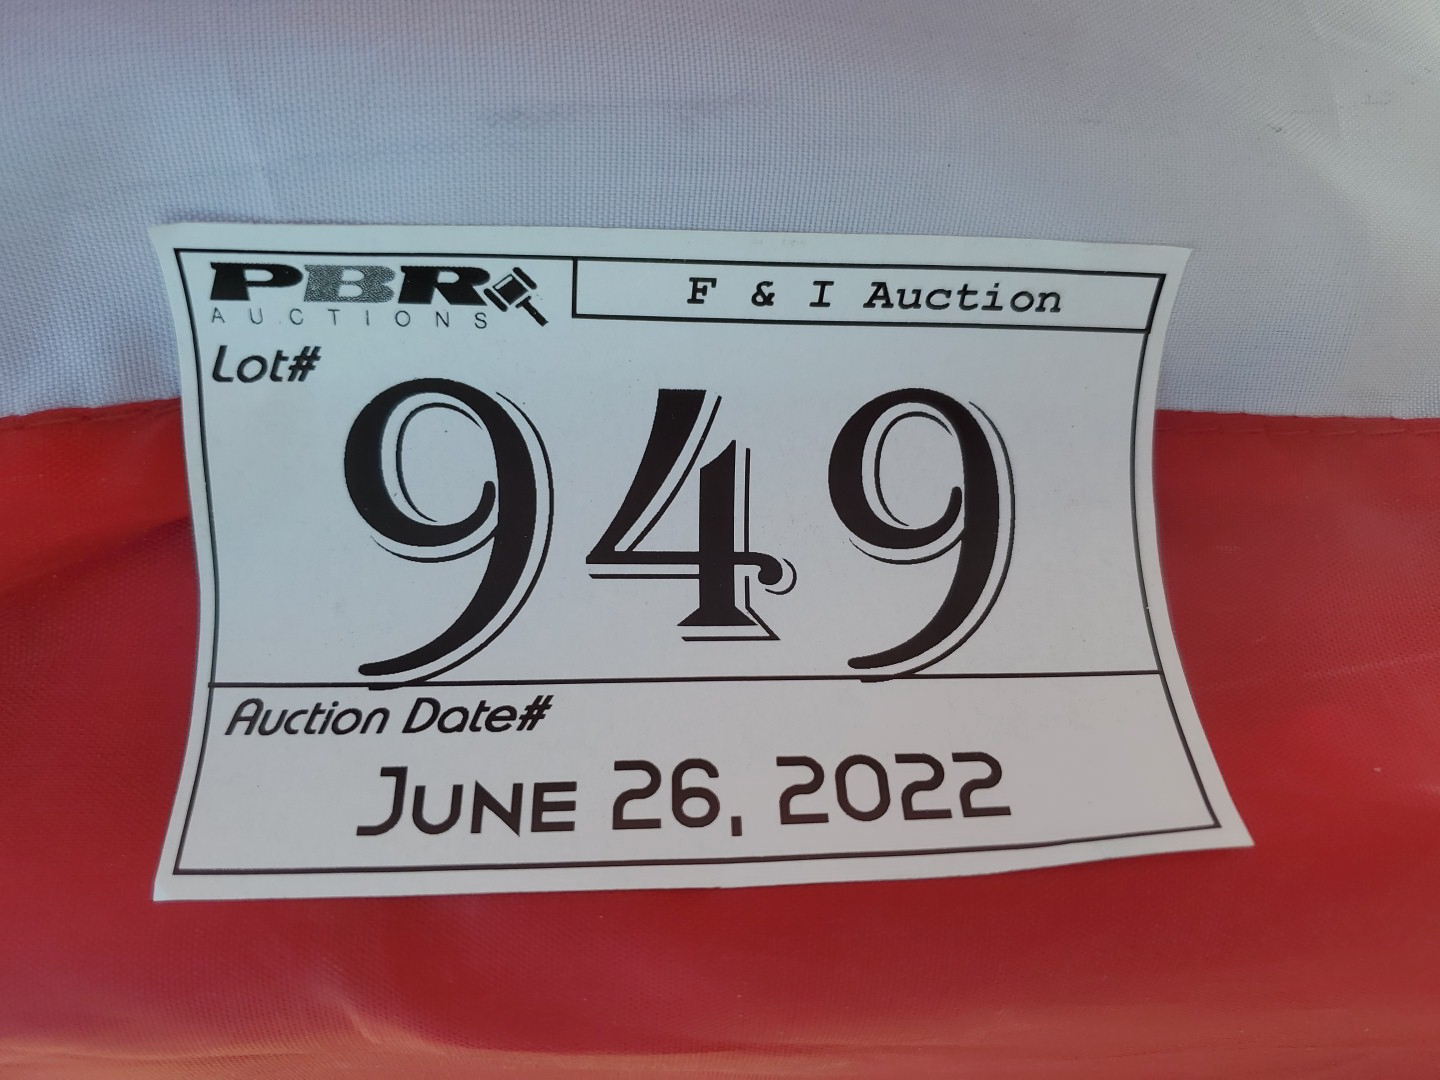 PBR
AUCTIONS
F & I Auction
Lot#
949
Auction Date#
June 26, 2022